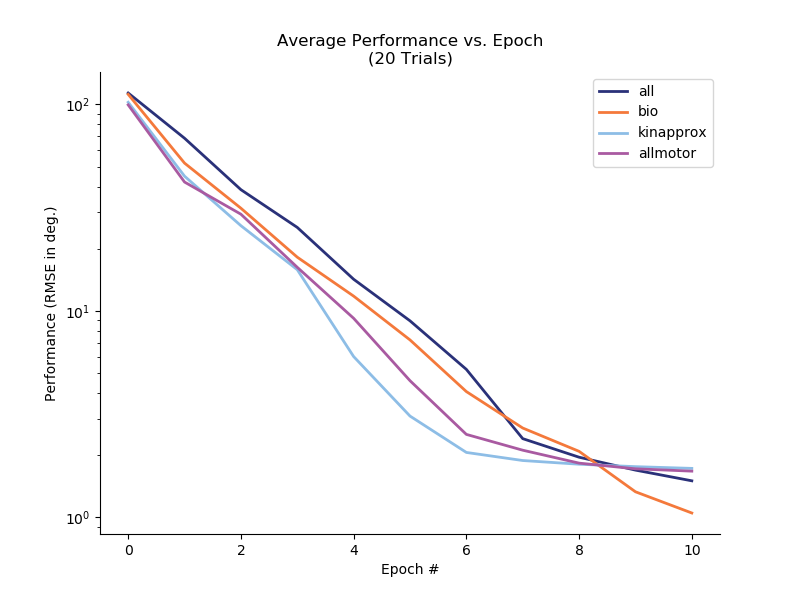 Average Performance vs. Epoch
(20 Trials)
all
bio
kinapprox
allmotor
Performance (RMSE in deg.)
10²
10¹
10⁰
0 2 4 6 8 10
Epoch #